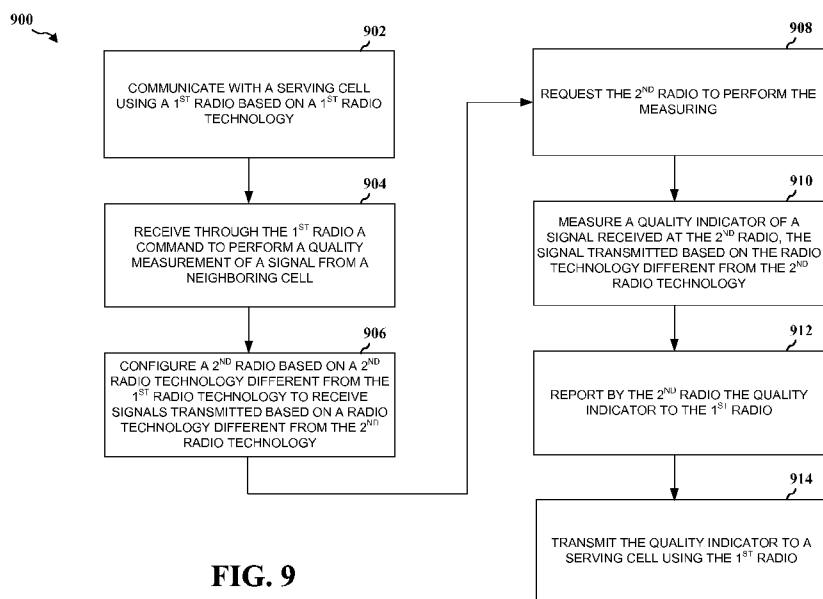 900
902
COMMUNICATE WITH A SERVING CELL
USING A 1ST RADIO BASED ON A 1ST RADIO
TECHNOLOGY
904
RECEIVE THROUGH THE 1ST RADIO A
COMMAND TO PERFORM A QUALITY
MEASUREMENT OF A SIGNAL FROM A
NEIGHBORING CELL
906
CONFIGURE A 2ND RADIO BASED ON A 2ND
RADIO TECHNOLOGY DIFFERENT FROM THE
1ST RADIO TECHNOLOGY TO RECEIVE
SIGNALS TRANSMITTED BASED ON A RADIO
TECHNOLOGY DIFFERENT FROM THE 2ND
RADIO TECHNOLOGY
908
REQUEST THE 2ND RADIO TO PERFORM THE
MEASURING
910
MEASURE A QUALITY INDICATOR OF A
SIGNAL RECEIVED AT THE 2ND RADIO, THE
SIGNAL TRANSMITTED BASED ON THE RADIO
TECHNOLOGY DIFFERENT FROM THE 2ND
RADIO TECHNOLOGY
912
REPORT BY THE 2ND RADIO THE QUALITY
INDICATOR TO THE 1ST RADIO
914
TRANSMIT THE QUALITY INDICATOR TO A
SERVING CELL USING THE 1ST RADIO
FIG. 9